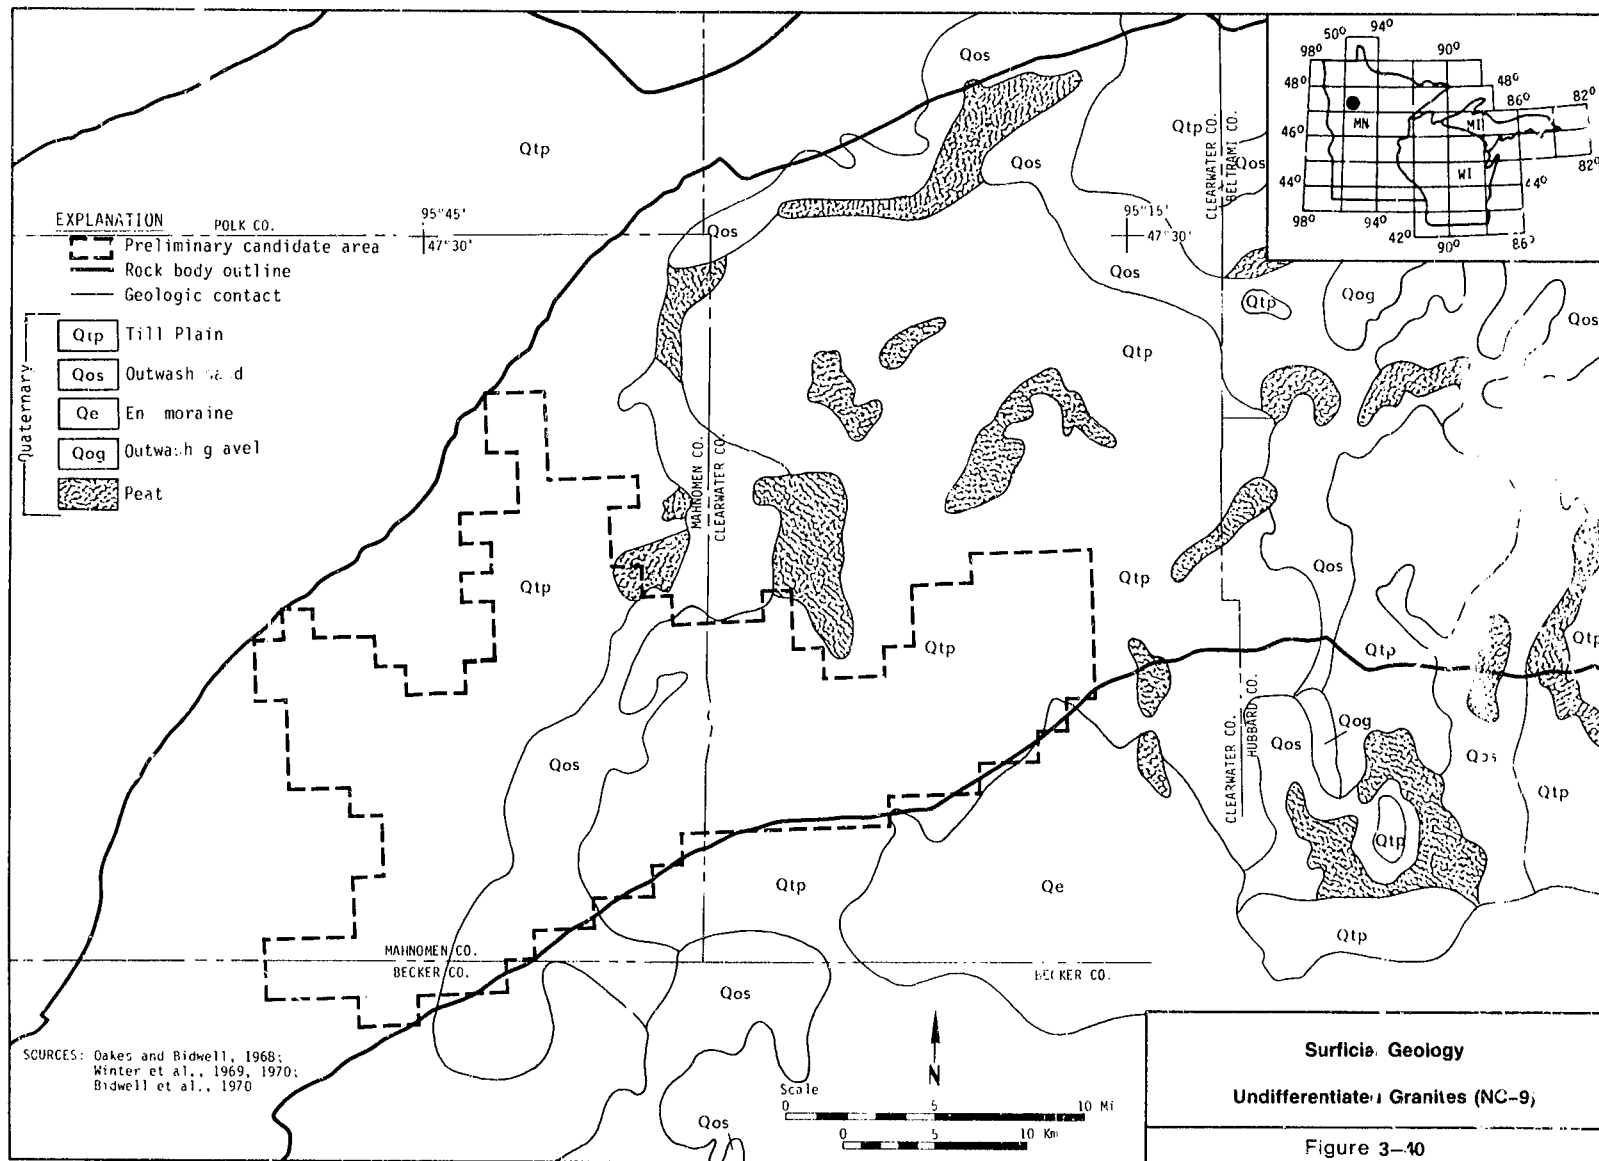 EXPLANATION
Preliminary candidate area
Rock body outline
Geologic contact
Quaternary
Qtp Till Plain
Qos Outwash
Qe En moraine
Qog Outwash g avel
Peat
POLK CO.
95°45'
47°30'
95°15'
47°30'
Qos
Qtp
Qtp
Qos
Qos
CLEARWATER CO.
BELTRAMI CO.
Qos
Qos
Qtp
Qog
Qos
Qtp
MAHNOMEN CO.
CLEARWATER CO.
Qtp
Qtp
Qos
Qtp
Qtp
Qtp
CLEARWATER CO.
HUBBARD CO.
Qos
Qog
Qos
Qos
Qtp
Qtp
Qtp
Qe
Qtp
MAHNOMEN CO.
BECKER CO.
BECKER CO.
Qos
Qos
50° 94°
98° 90°
48° 48°
86° 82°
MN MI
46°
WI 82°
44° 44°
98° 94° 42° 90° 86°
SOURCES: Oakes and Bidwell, 1968;
Winter et al., 1969, 1970;
Bidwell et al., 1970
N
Scale
0 5 10 Mi
0 5 10 Km
Surficia Geology
Undifferentiate Granites (NC-9)
Figure 3-40